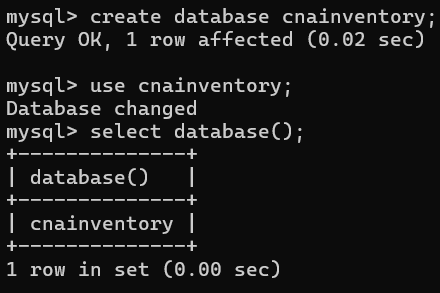 mysql> create database cnainventory;
Query OK, 1 row affected (0.02 sec)
mysql> use cnainventory;
Database changed
mysql> select database();
+--------------+
| database()   |
+--------------+
| cnainventory |
+--------------+
1 row in set (0.00 sec)